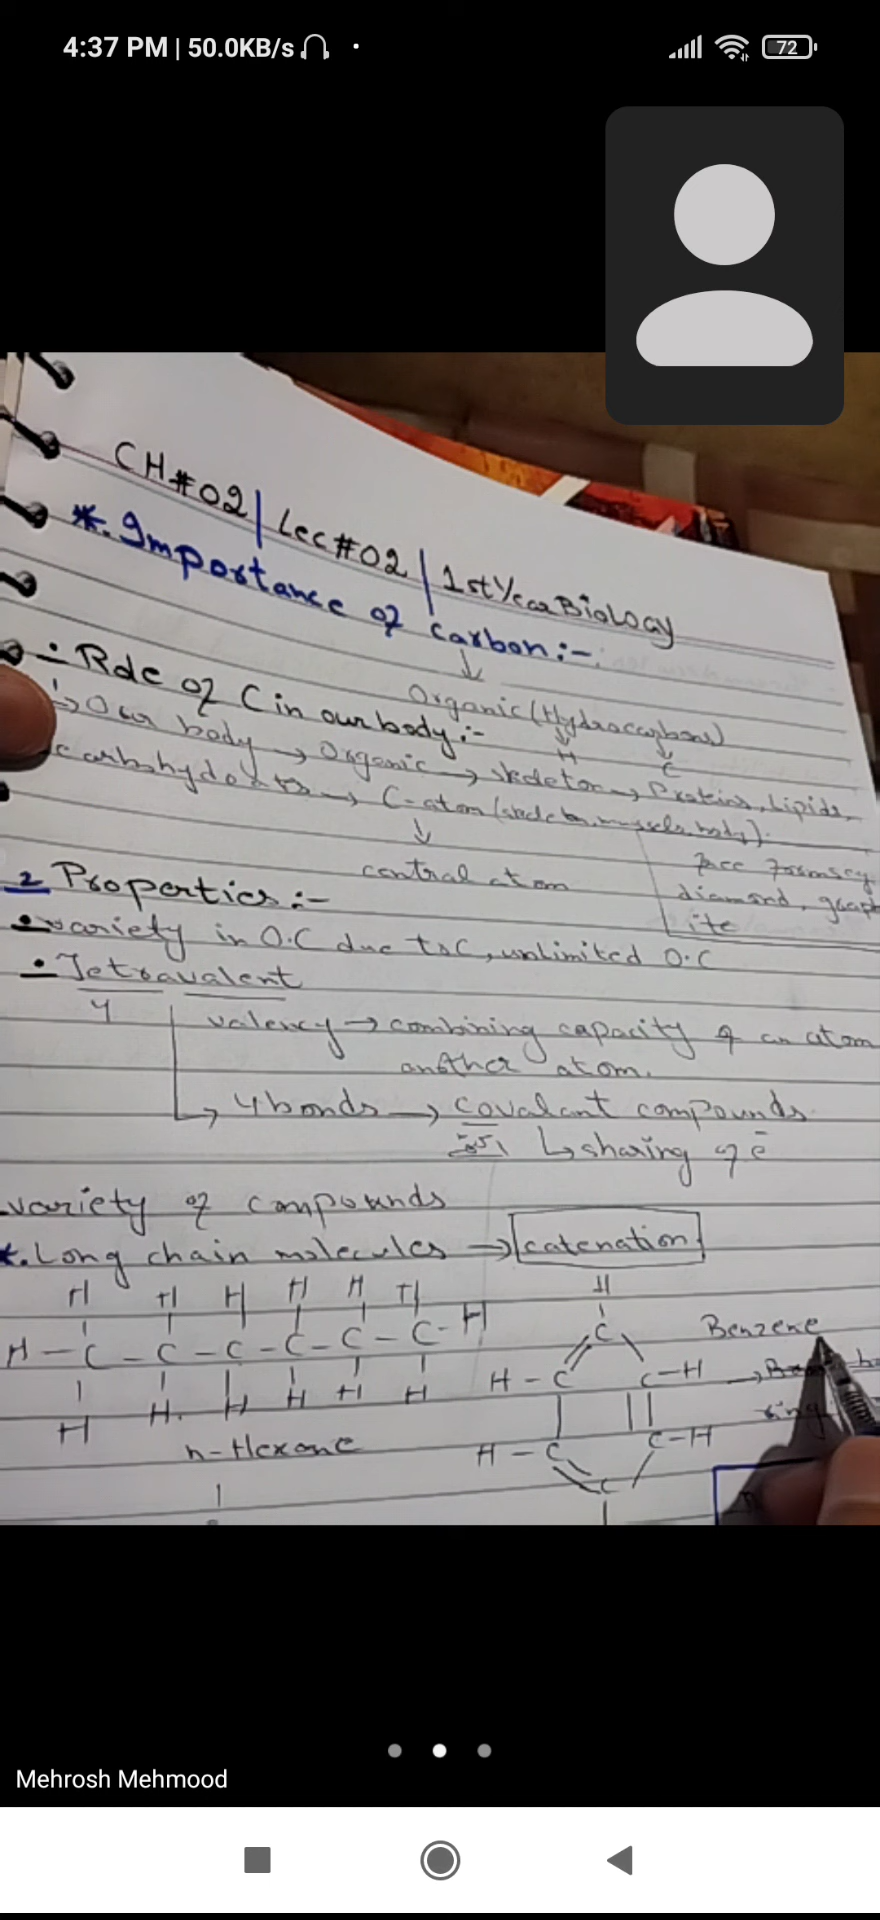 4:37 PM | 50.0KB/s
72
CH#02 | Lec#02 | 1st Year Biology
*. Importance of Carbon:-
Organic (Hydrocarbons)
H C
Role of C in our body:-
Our body → Organic → skeleton → Proteins, Lipids,
Carbohydrates → C-atom (skeleton, muscles, body).
↓
central atom
diamond, graph
ite
2 Properties:-
• variety in O.C due to C, unlimited O.C
• Tetravalent
4
valency → combining capacity of an atom
another atom.
↳ 4 bonds → covalent compounds
↳ sharing of ē
variety of compounds
*. Long chain molecules → catenation
H H H H H H
H - C - C - C - C - C - C - H
H H. H H H H
n-Hexane
H
C
H - C C - H
H - C C - H
C
Benzene
ring
Mehrosh Mehmood